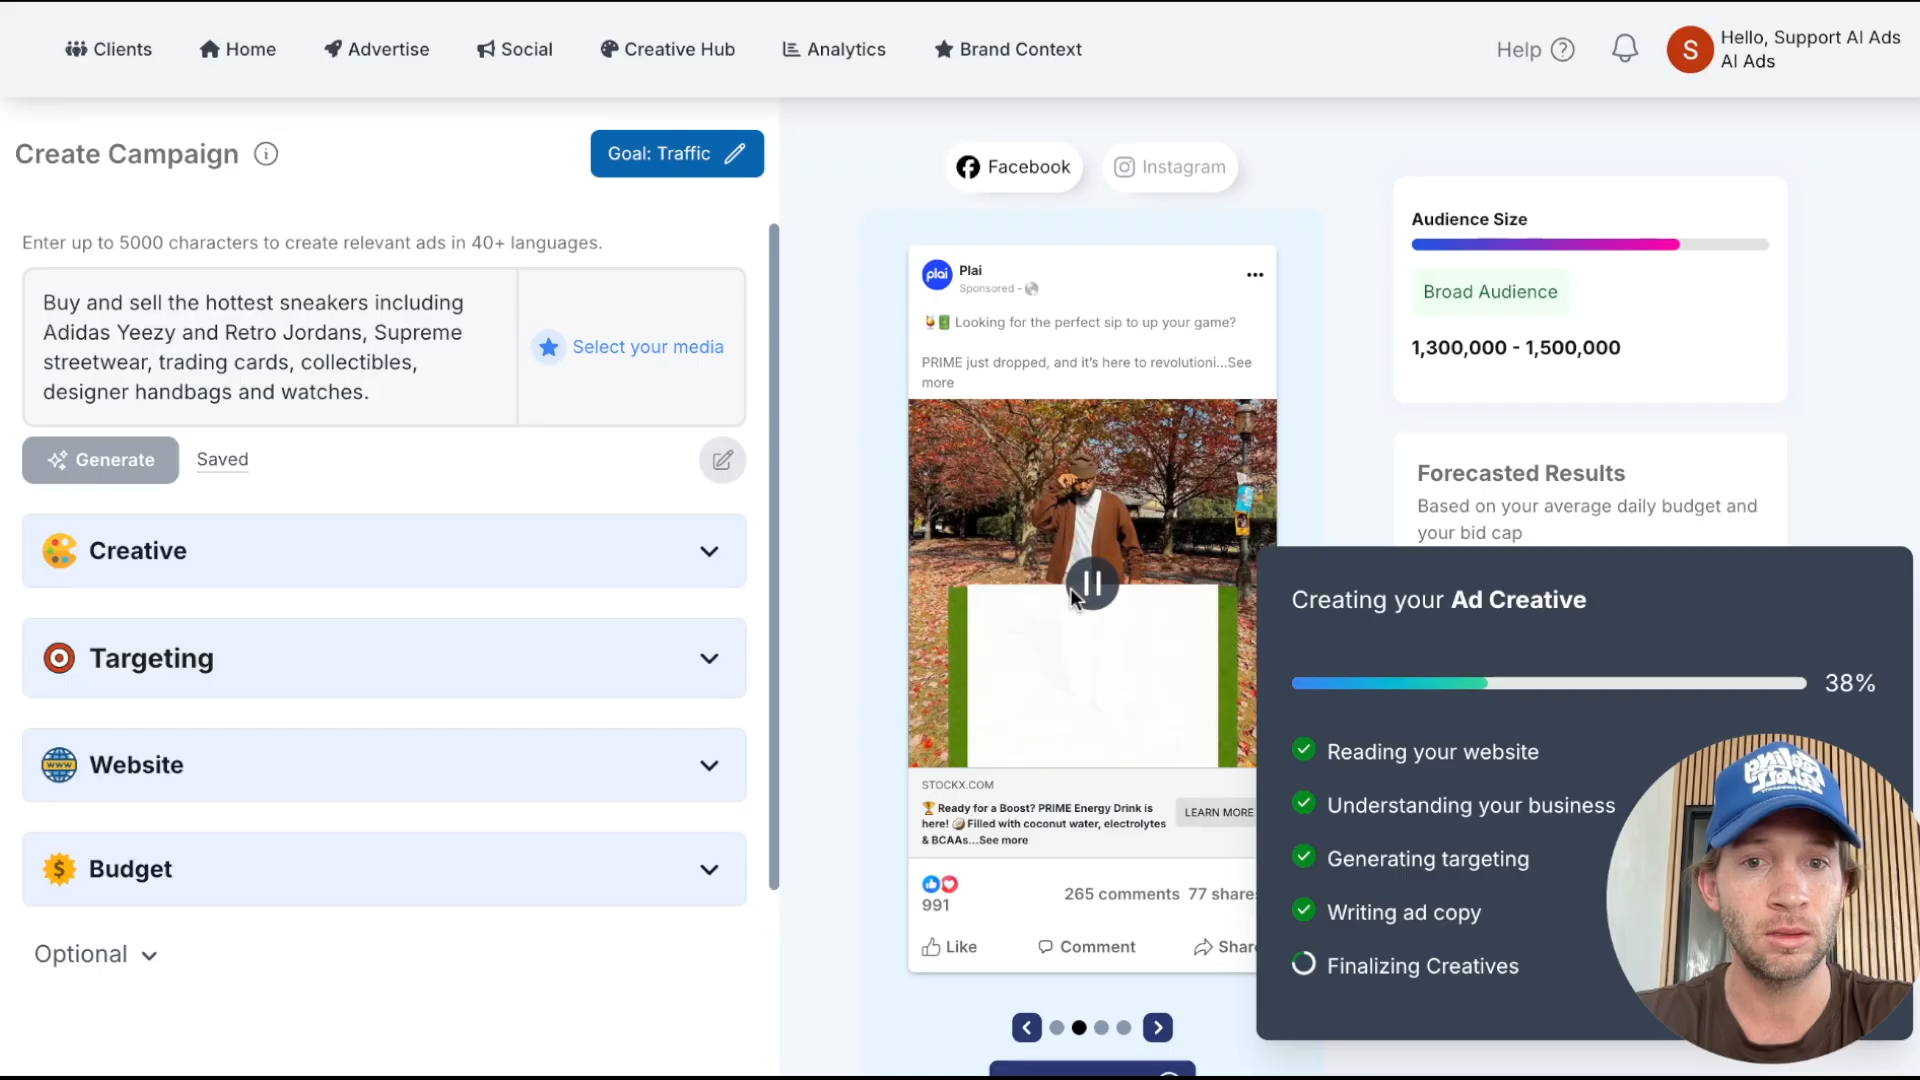 Clients
Home
Advertise
Social
Creative Hub
Analytics
Brand Context
Help
S
Hello, Support AI Ads
AI Ads
Create Campaign
Goal: Traffic
Enter up to 5000 characters to create relevant ads in 40+ languages.
Buy and sell the hottest sneakers including
Adidas Yeezy and Retro Jordans, Supreme
streetwear, trading cards, collectibles,
designer handbags and watches.
Select your media
Generate
Saved
Creative
Targeting
WWW
Website
$
Budget
Optional
Facebook
Instagram
plai
Plai
Sponsored -
Looking for the perfect sip to up your game?
PRIME just dropped, and it's here to revolutioni...See
more
STOCKX.COM
Ready for a Boost? PRIME Energy Drink is
here! Filled with coconut water, electrolytes
& BCAAs...See more
LEARN MORE
991
265 comments
77 share
Like
Comment
Shar
Audience Size
Broad Audience
1,300,000 - 1,500,000
Forecasted Results
Based on your average daily budget and
your bid cap
Creating your Ad Creative
38%
Reading your website
Understanding your business
Generating targeting
Writing ad copy
Finalizing Creatives